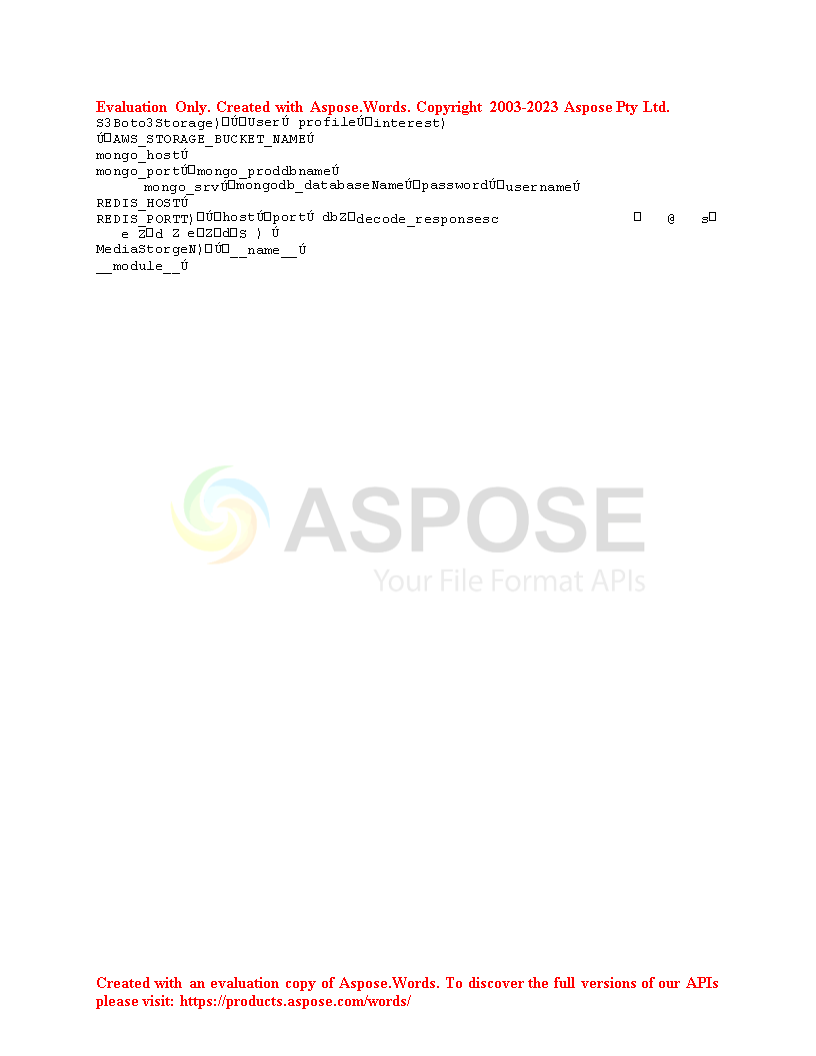 Evaluation Only. Created with Aspose.Words. Copyright 2003-2023 Aspose Pty Ltd.
S3Boto3Storage)□Ú□UserÚ profileÚ□interest)
Ú□AWS_STORAGE_BUCKET_NAMEÚ
mongo_hostÚ
mongo_portÚ□mongo_proddbnameÚ
mongo_srvÚ□mongodb_databaseNameÚ□passwordÚ□usernameÚ
REDIS_HOSTÚ
REDIS_PORTT)□Ú□hostÚ□portÚ dbZ□decode_responsesc □ @ s□
e Z□d Z e□Z□d□S ) Ú
MediaStorgeN)□Ú□__name__Ú
__module__Ú
ASPOSE
Your File Format APIs
Created with an evaluation copy of Aspose.Words. To discover the full versions of our APIs
please visit: https://products.aspose.com/words/